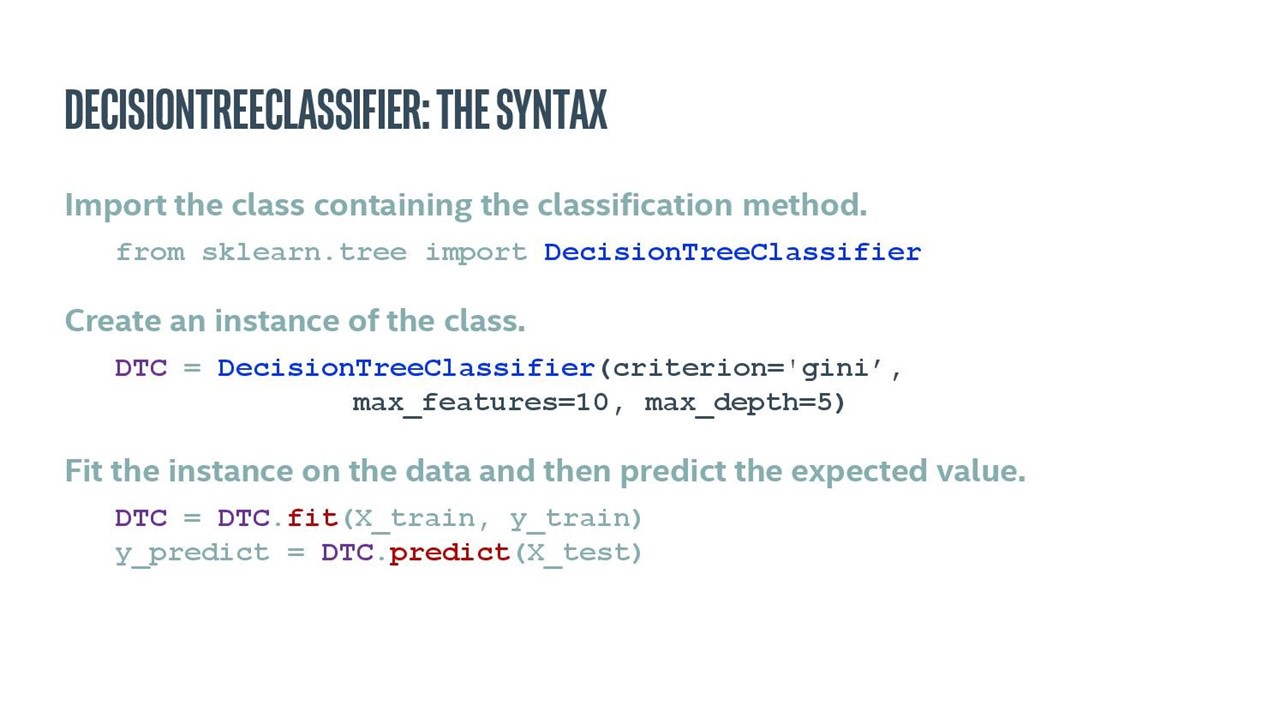 DECISIONTREECLASSIFIER: THE SYNTAX
Import the class containing the classification method.
from sklearn.tree import DecisionTreeClassifier
Create an instance of the class.
DTC = DecisionTreeClassifier(criterion='gini’,
max_features=10, max_depth=5)
Fit the instance on the data and then predict the expected value.
DTC = DTC.fit(X_train, y_train)
y_predict = DTC.predict(X_test)